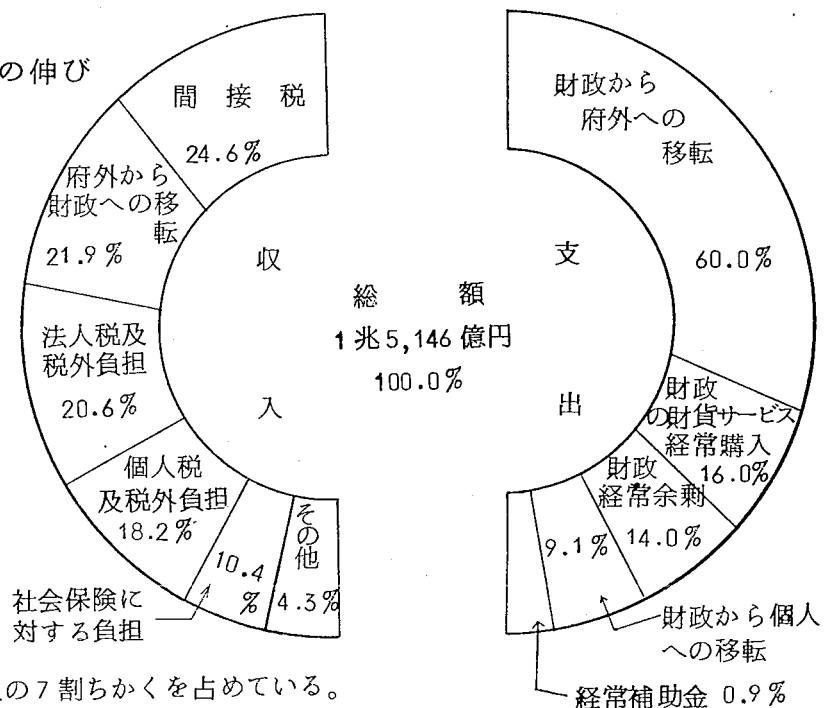 の伸び
間接税
24.6%
府外から
財政への移
転
21.9%
法人税及
税外負担
20.6%
個人税
及税外負担
18.2%
10.4
%
その他
4.3%
社会保険に
対する負担
収
入
総額
1兆5,146億円
100.0%
支
出
財政から
府外への
移転
60.0%
財政
の財貨サービス
経常購入
16.0%
財政
経常余剰
14.0%
9.1%
財政から個人
への移転
経常補助金 0.9%
の7割ちかくを占めている。